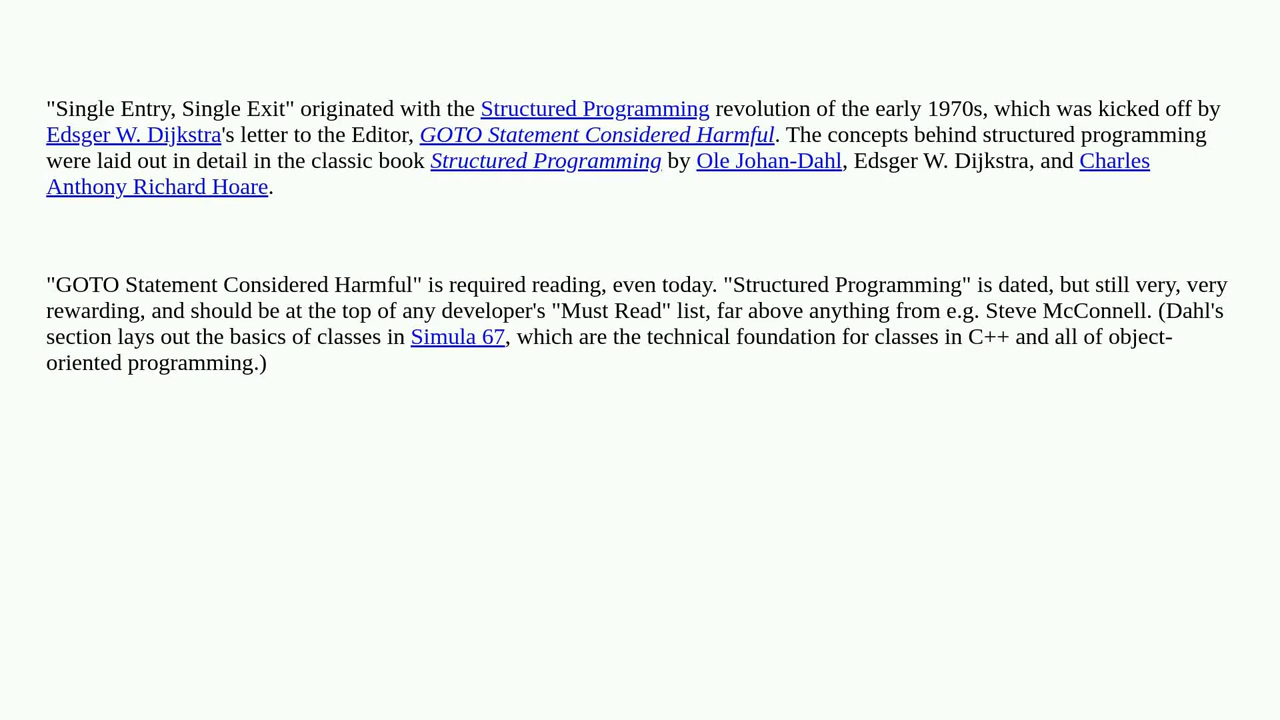 "Single Entry, Single Exit" originated with the Structured Programming revolution of the early 1970s, which was kicked off by
Edsger W. Dijkstra's letter to the Editor, GOTO Statement Considered Harmful. The concepts behind structured programming
were laid out in detail in the classic book Structured Programming by Ole Johan-Dahl, Edsger W. Dijkstra, and Charles
Anthony Richard Hoare.
"GOTO Statement Considered Harmful" is required reading, even today. "Structured Programming" is dated, but still very, very
rewarding, and should be at the top of any developer's "Must Read" list, far above anything from e.g. Steve McConnell. (Dahl's
section lays out the basics of classes in Simula 67, which are the technical foundation for classes in C++ and all of object-
oriented programming.)